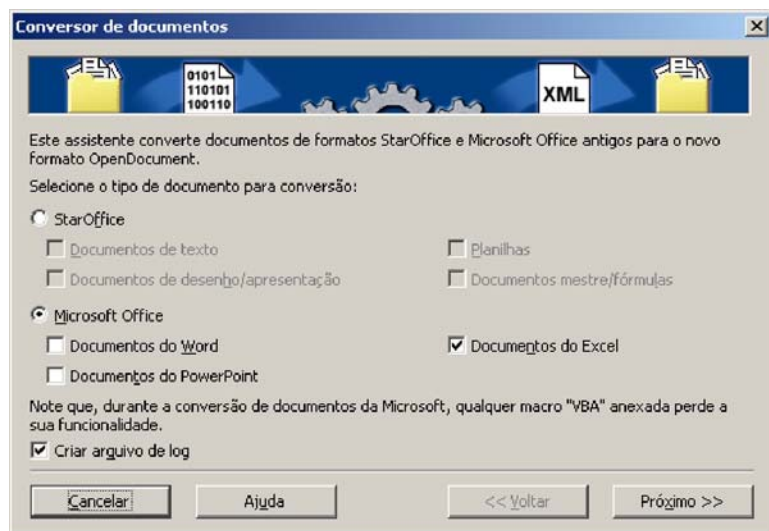 Conversor de documentos
0101
110101
100110
XML
Este assistente converte documentos de formatos StarOffice e Microsoft Office antigos para o novo
formato OpenDocument.
Selecione o tipo de documento para conversão:
StarOffice
Documentos de texto
Planilhas
Documentos de desenho/apresentação
Documentos mestre/fórmulas
Microsoft Office
Documentos do Word
Documentos do Excel
Documentos do PowerPoint
Note que, durante a conversão de documentos da Microsoft, qualquer macro "VBA" anexada perde a
sua funcionalidade.
Criar arquivo de log
Cancelar
Ajuda
<< Voltar
Próximo >>